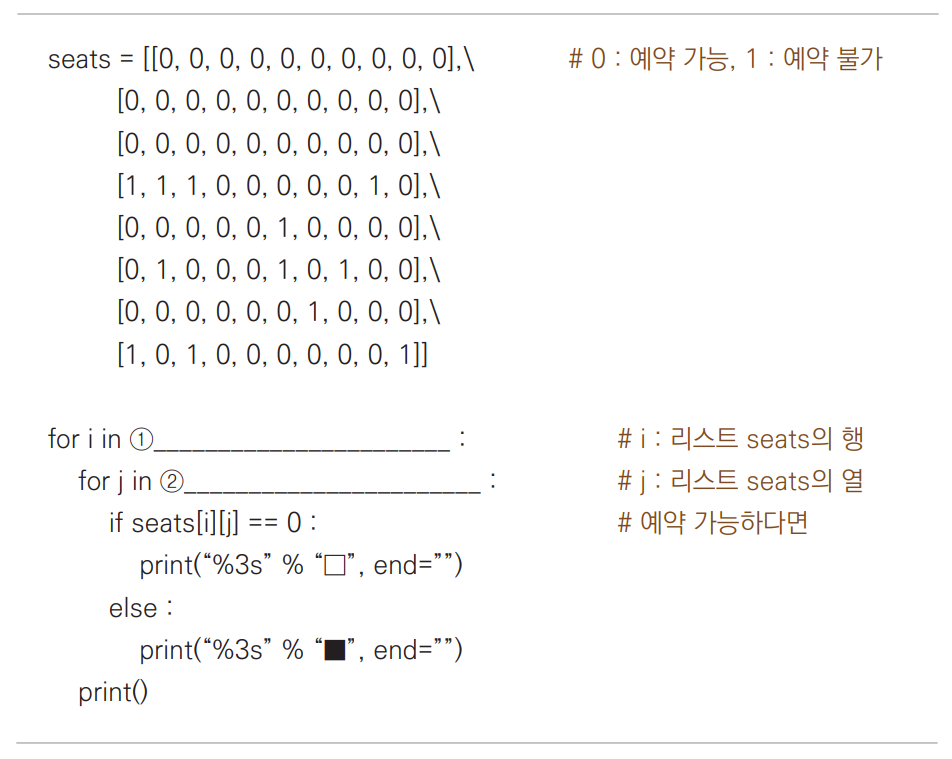 seats = [[0, 0, 0, 0, 0, 0, 0, 0, 0, 0],\ # 0 : 예약 가능, 1 : 예약 불가
[0, 0, 0, 0, 0, 0, 0, 0, 0, 0],\
[0, 0, 0, 0, 0, 0, 0, 0, 0, 0],\
[1, 1, 1, 0, 0, 0, 0, 0, 1, 0],\
[0, 0, 0, 0, 0, 1, 0, 0, 0, 0],\
[0, 1, 0, 0, 0, 1, 0, 1, 0, 0],\
[0, 0, 0, 0, 0, 0, 1, 0, 0, 0],\
[1, 0, 1, 0, 0, 0, 0, 0, 0, 1]]
for i in ①______________________ : # i : 리스트 seats의 행
for j in ②______________________ : # j : 리스트 seats의 열
if seats[i][j] == 0 : # 예약 가능하다면
print(“%3s” % “□”, end=””)
else :
print(“%3s” % “■”, end=””)
print()